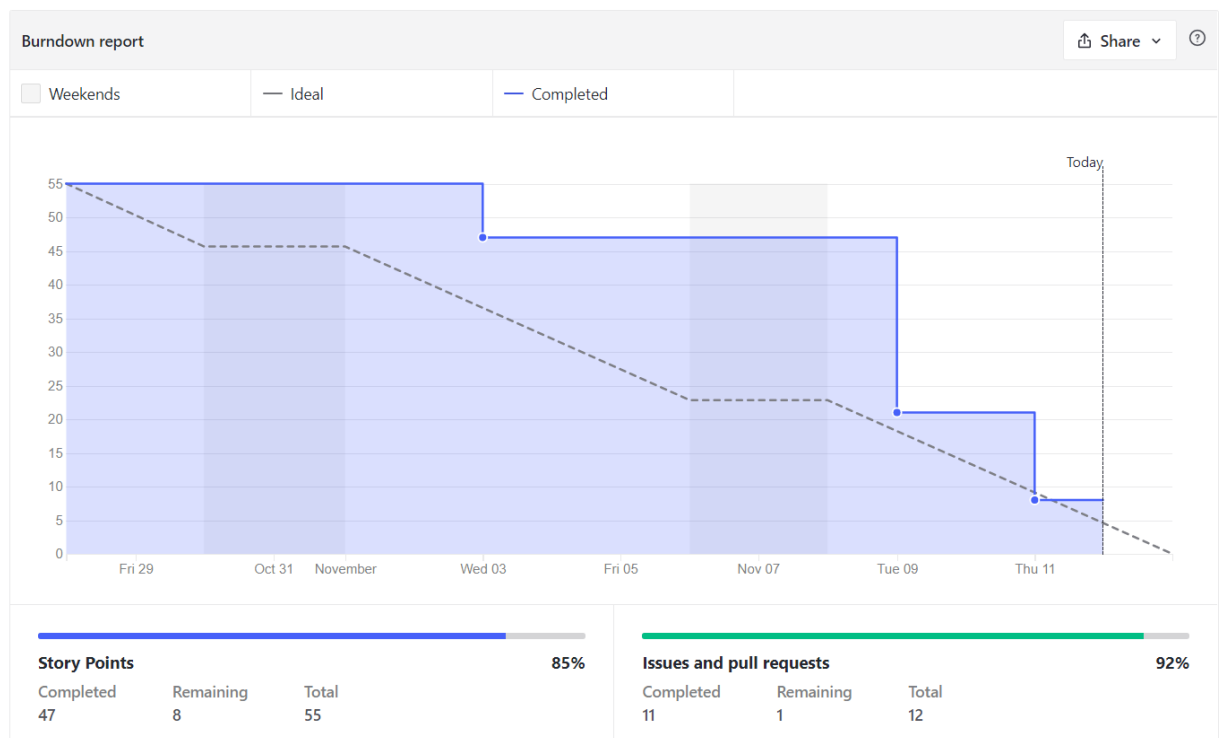 Burndown report
Share
Weekends
Ideal
Completed
Today
55
50
45
40
35
30
25
20
15
10
5
0
Fri 29 Oct 31 November Wed 03 Fri 05 Nov 07 Tue 09 Thu 11
Story Points 85%
Completed Remaining Total
47 8 55
Issues and pull requests 92%
Completed Remaining Total
11 1 12